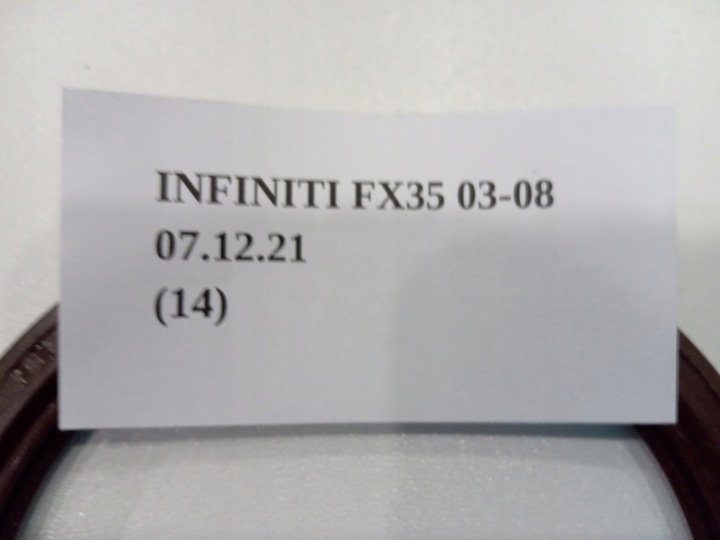 INFINITI FX35 03-08
07.12.21
(14)